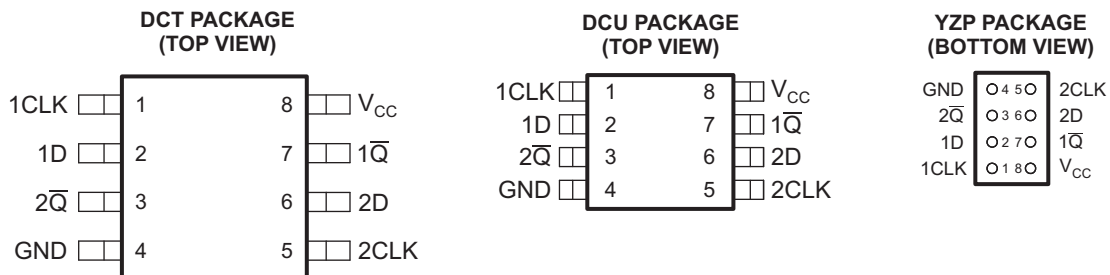 DCT PACKAGE
(TOP VIEW)
1CLK 1 8 VCC
1D 2 7 1Q̅
2Q̅ 3 6 2D
GND 4 5 2CLK
DCU PACKAGE
(TOP VIEW)
1CLK 1 8 VCC
1D 2 7 1Q̅
2Q̅ 3 6 2D
GND 4 5 2CLK
YZP PACKAGE
(BOTTOM VIEW)
GND 4 5 2CLK
2Q̅ 3 6 2D
1D 2 7 1Q̅
1CLK 1 8 VCC